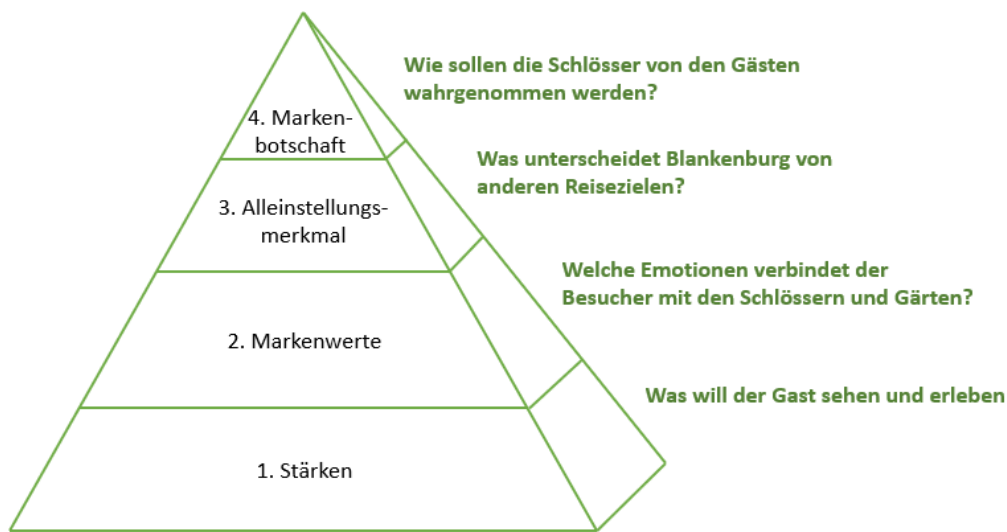 Wie sollen die Schlösser von den Gästen
wahrgenommen werden?
4. Marken-
botschaft
Was unterscheidet Blankenburg von
anderen Reisezielen?
3. Alleinstellungs-
merkmal
Welche Emotionen verbindet der
Besucher mit den Schlössern und Gärten?
2. Markenwerte
Was will der Gast sehen und erleben
1. Stärken